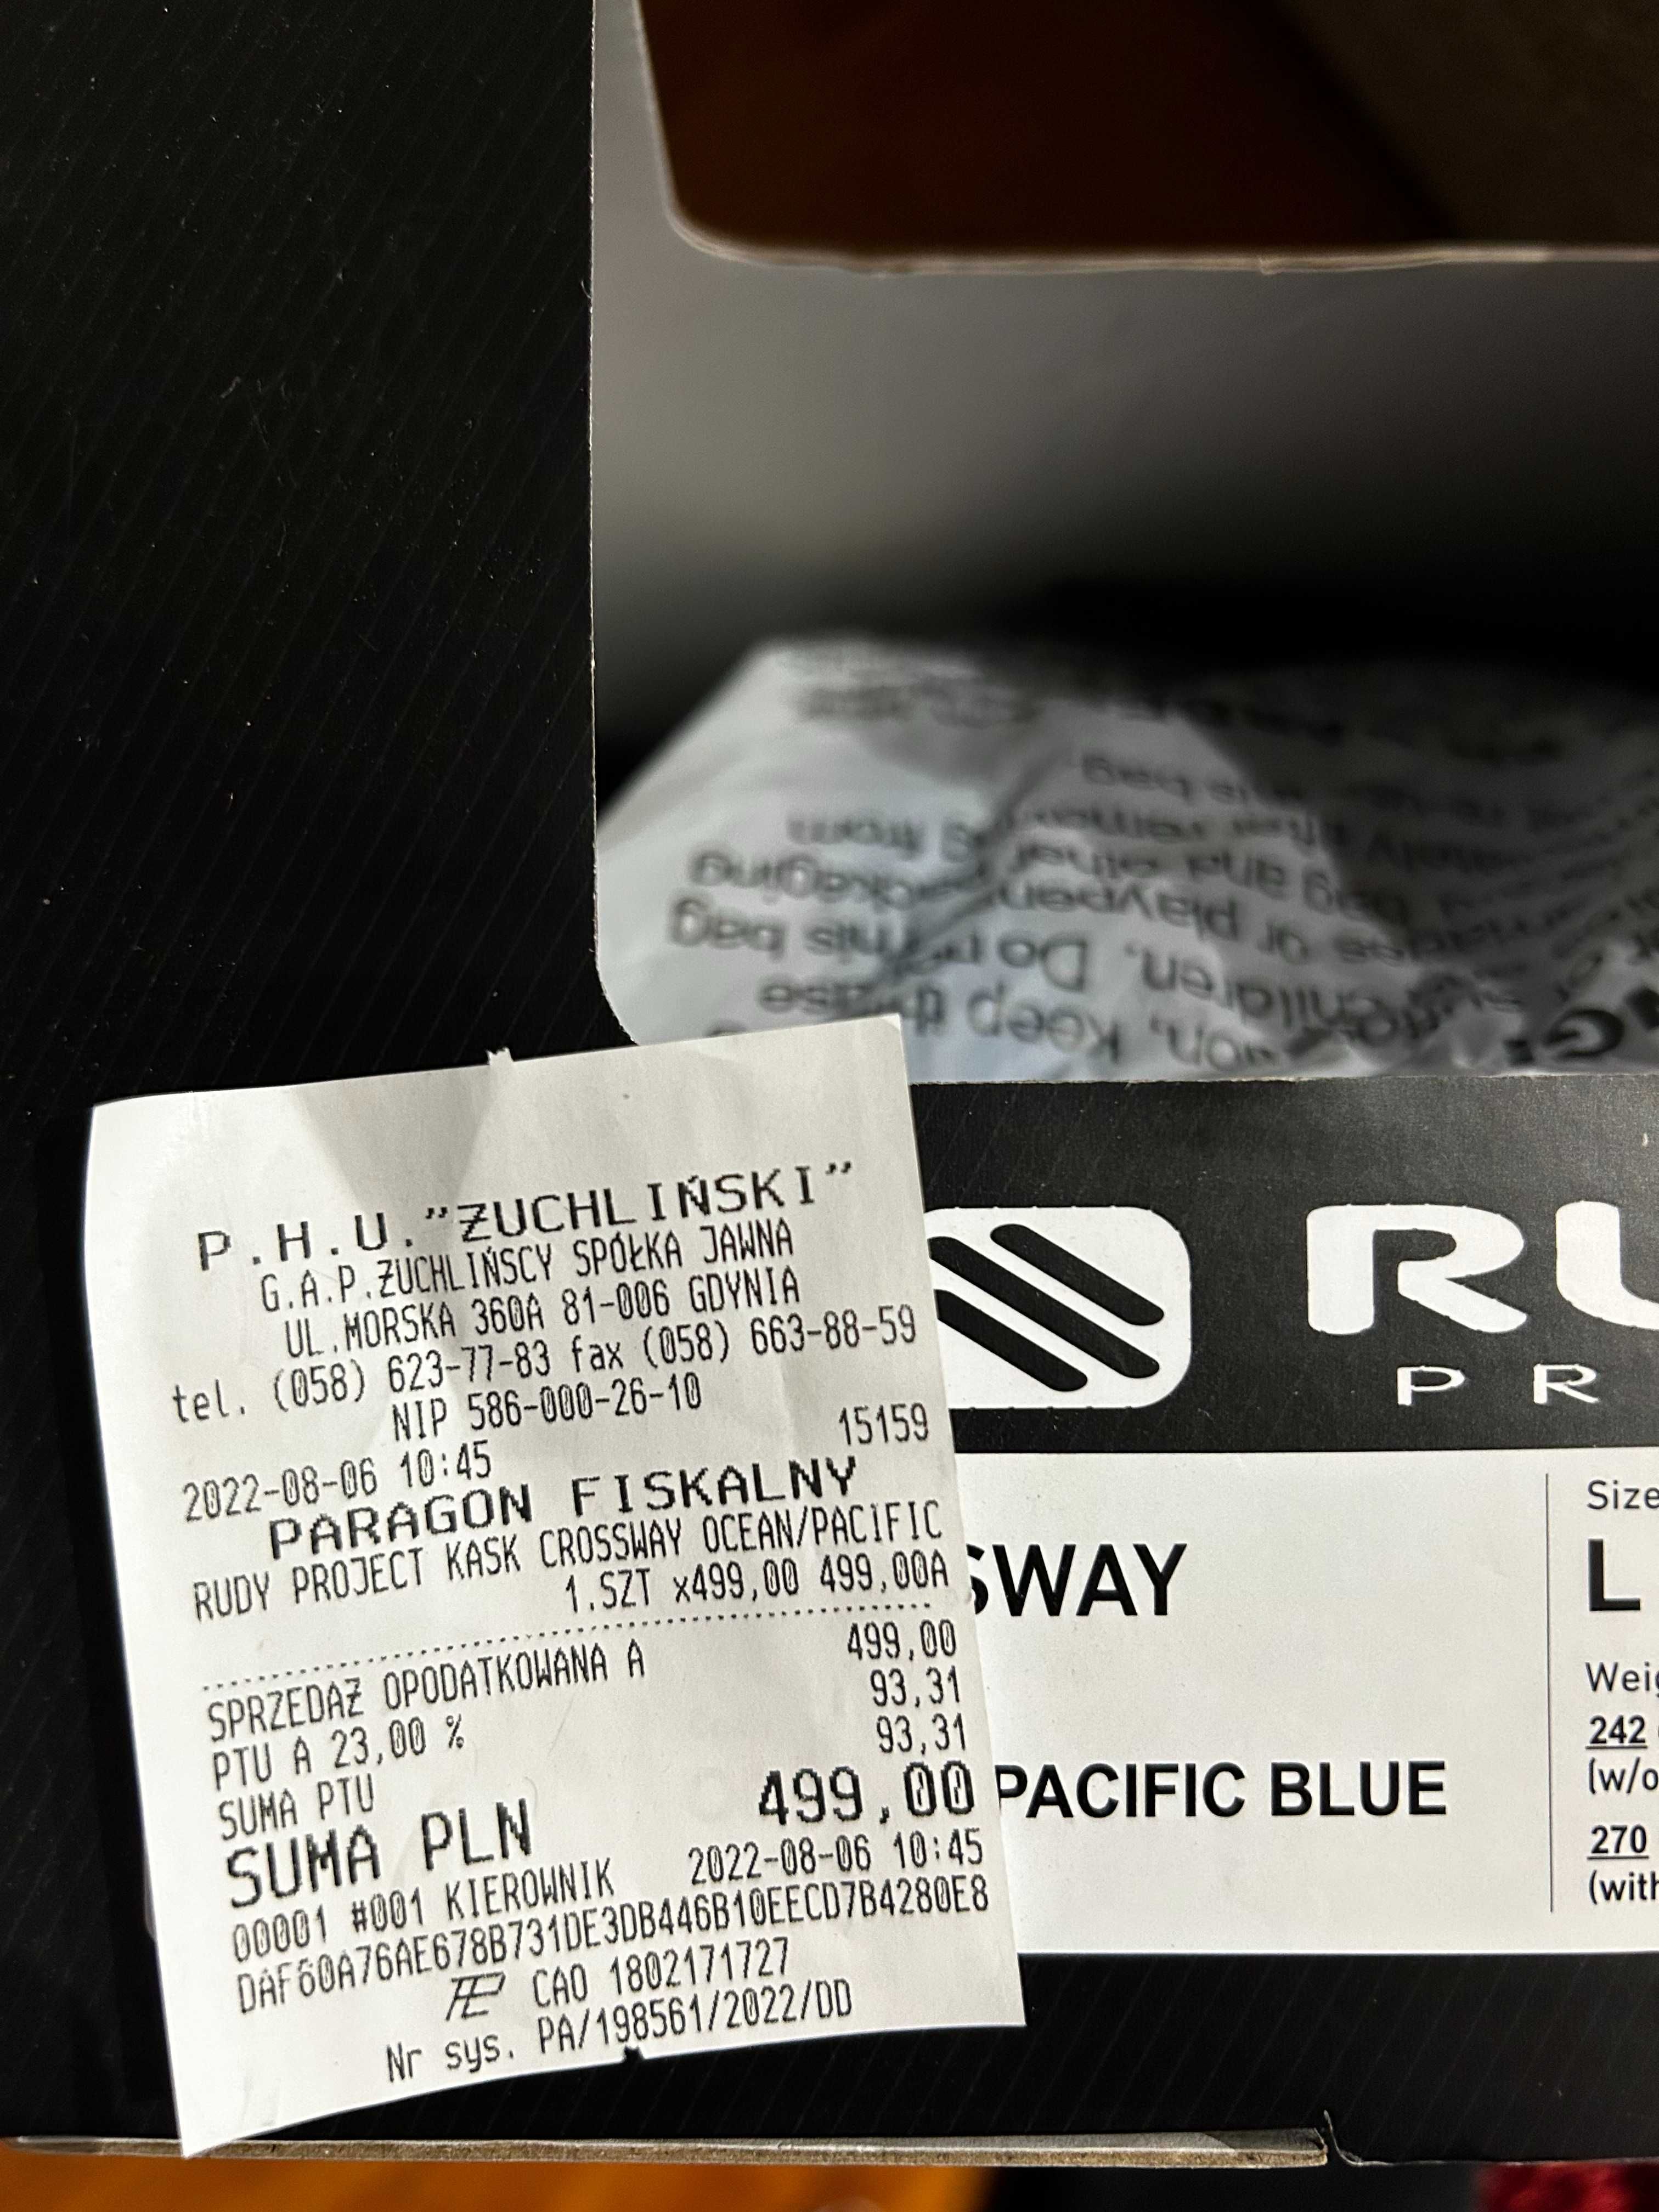 bag
from
packaging
this bag
children. Do
keep
P.H.U. "ŻUCHLIŃSKI"
G.A.P.ŻUCHLIŃSCY SPÓŁKA JAWNA
UL.MORSKA 360A 81-006 GDYNIA
tel. (058) 623-77-83 fax (058) 663-88-59
NIP 586-000-26-10
2022-08-06 10:45 15159
PARAGON FISKALNY
RUDY PROJECT KASK CROSSWAY OCEAN/PACIFIC
1.SZT x499,00 499,00A
SPRZEDAŻ OPODATKOWANA A 499,00
PTU A 23,00 % 93,31
SUMA PTU 93,31
SUMA PLN 499,00
00001 #001 KIEROWNIK 2022-08-06 10:45
DAF60A76AE678B731DE3DB446B10EECD7B4280E8
CAO 1802171727
Nr sys. PA/198561/2022/DD
RU
PR
SWAY
PACIFIC BLUE
Size
L
Weig
242
(w/o
270
(with